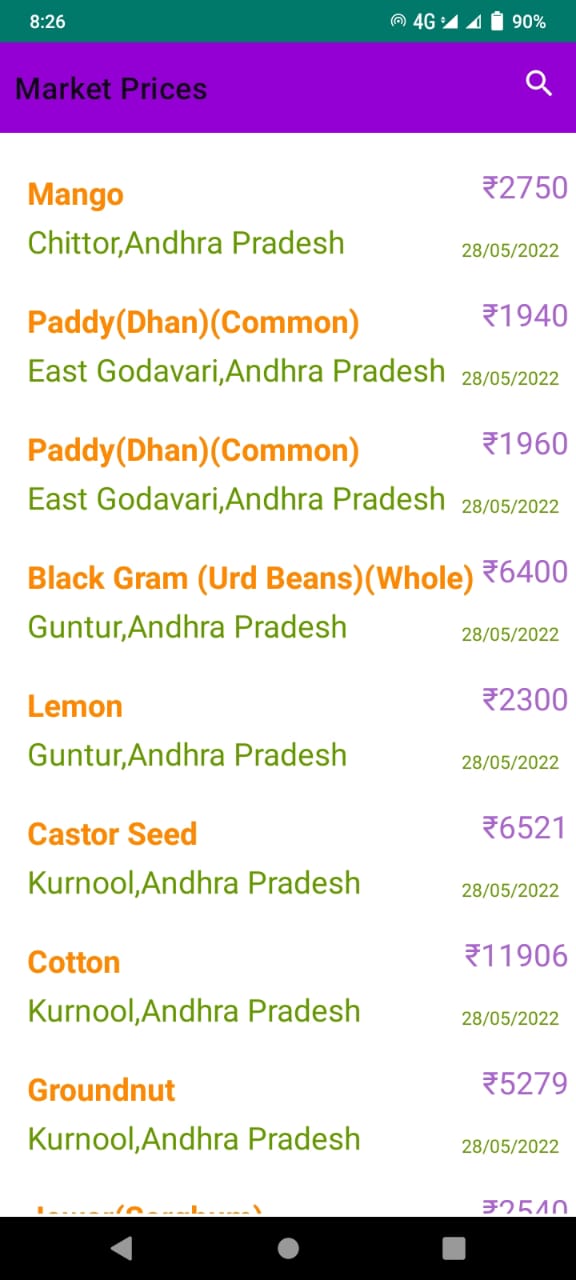 8:26 4G 90%
Market Prices
Mango ₹2750
Chittor,Andhra Pradesh 28/05/2022
Paddy(Dhan)(Common) ₹1940
East Godavari,Andhra Pradesh 28/05/2022
Paddy(Dhan)(Common) ₹1960
East Godavari,Andhra Pradesh 28/05/2022
Black Gram (Urd Beans)(Whole) ₹6400
Guntur,Andhra Pradesh 28/05/2022
Lemon ₹2300
Guntur,Andhra Pradesh 28/05/2022
Castor Seed ₹6521
Kurnool,Andhra Pradesh 28/05/2022
Cotton ₹11906
Kurnool,Andhra Pradesh 28/05/2022
Groundnut ₹5279
Kurnool,Andhra Pradesh 28/05/2022
Jowar(Sorghum) ₹2540